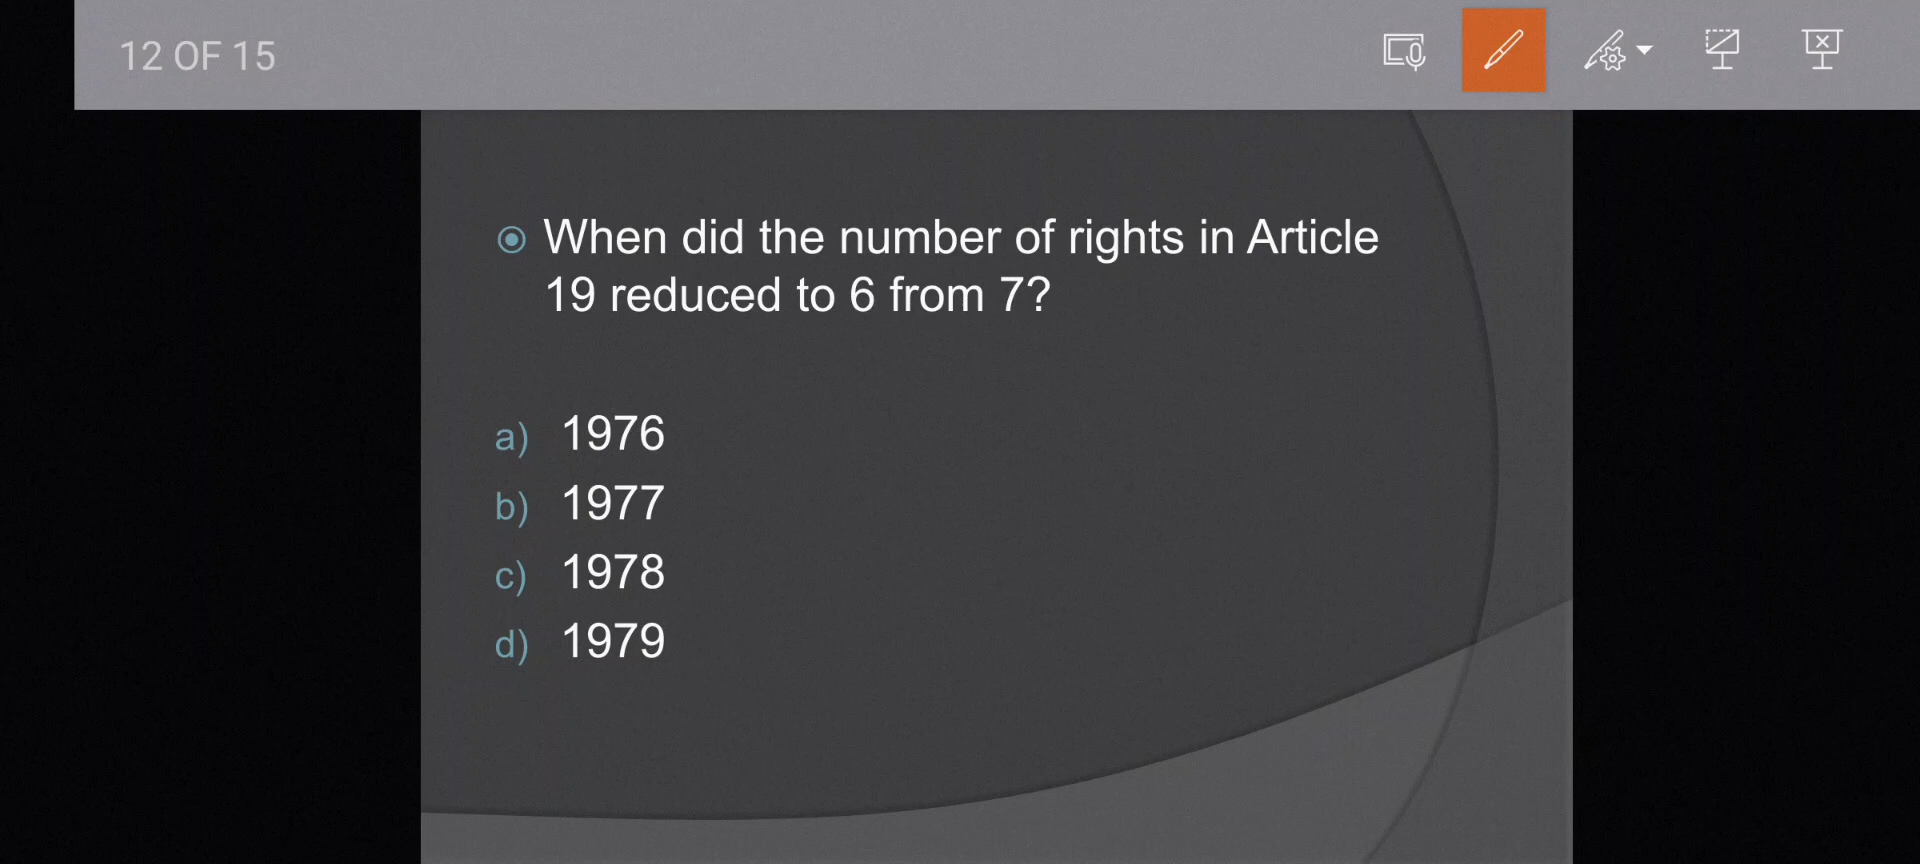 12 OF 15
When did the number of rights in Article
19 reduced to 6 from 7?
a) 1976
b) 1977
c) 1978
d) 1979